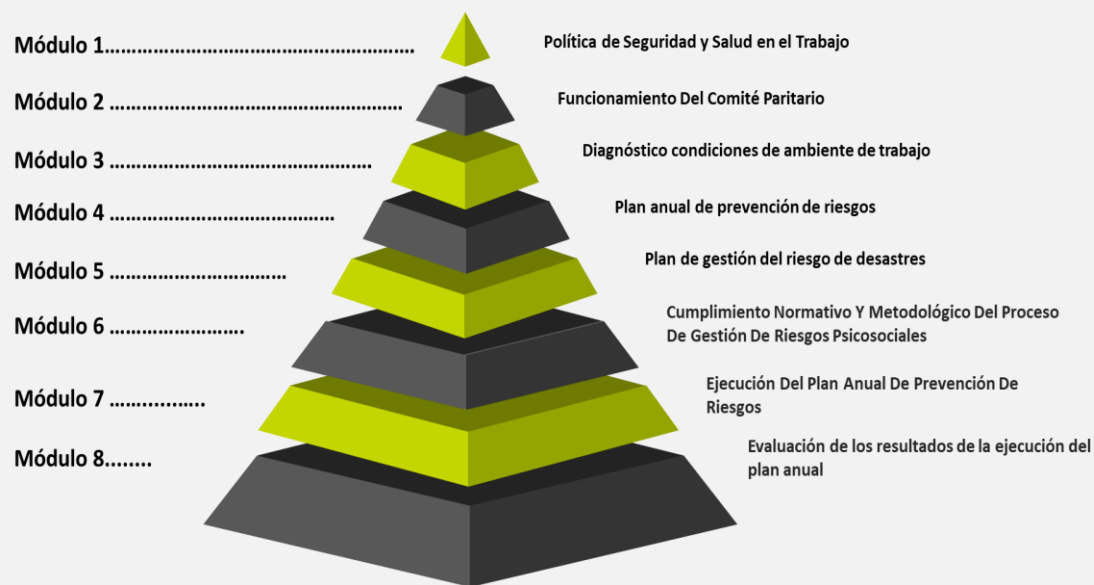 Módulo 1..................................................... Política de Seguridad y Salud en el Trabajo
Módulo 2 .................................................. Funcionamiento Del Comité Paritario
Módulo 3 ............................................. Diagnóstico condiciones de ambiente de trabajo
Módulo 4 ....................................... Plan anual de prevención de riesgos
Módulo 5 .............................. Plan de gestión del riesgo de desastres
Módulo 6 ....................... Cumplimiento Normativo Y Metodológico Del Proceso
De Gestión De Riesgos Psicosociales
Módulo 7 ................ Ejecución Del Plan Anual De Prevención De
Riesgos
Módulo 8........ Evaluación de los resultados de la ejecución del
plan anual